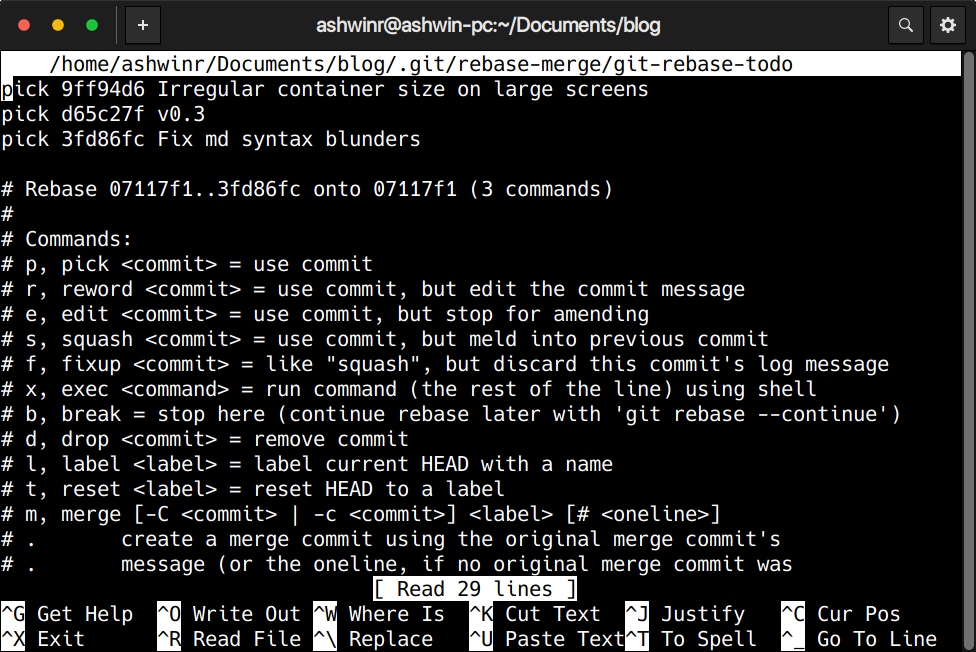 ashwinr@ashwin-pc:~/Documents/blog
/home/ashwinr/Documents/blog/.git/rebase-merge/git-rebase-todo
pick 9ff94d6 Irregular container size on large screens
pick d65c27f v0.3
pick 3fd86fc Fix md syntax blunders
# Rebase 07117f1..3fd86fc onto 07117f1 (3 commands)
#
# Commands:
# p, pick <commit> = use commit
# r, reword <commit> = use commit, but edit the commit message
# e, edit <commit> = use commit, but stop for amending
# s, squash <commit> = use commit, but meld into previous commit
# f, fixup <commit> = like "squash", but discard this commit's log message
# x, exec <command> = run command (the rest of the line) using shell
# b, break = stop here (continue rebase later with 'git rebase --continue')
# d, drop <commit> = remove commit
# l, label <label> = label current HEAD with a name
# t, reset <label> = reset HEAD to a label
# m, merge [-C <commit> | -c <commit>] <label> [# <oneline>]
# .       create a merge commit using the original merge commit's
# .       message (or the oneline, if no original merge commit was
[ Read 29 lines ]
^G Get Help  ^O Write Out ^W Where Is  ^K Cut Text  ^J Justify   ^C Cur Pos
^X Exit      ^R Read File ^\ Replace   ^U Paste Text^T To Spell  ^_ Go To Line